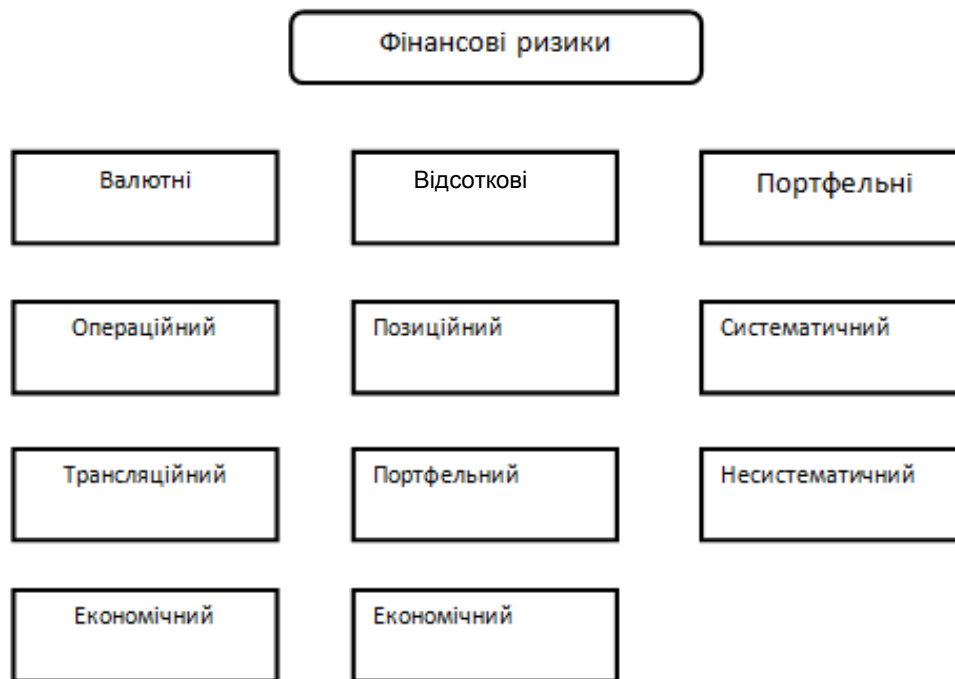 Фінансові ризики
Валютні
Відсоткові
Портфельні
Операційний
Позиційний
Систематичний
Трансляційний
Портфельний
Несистематичний
Економічний
Економічний